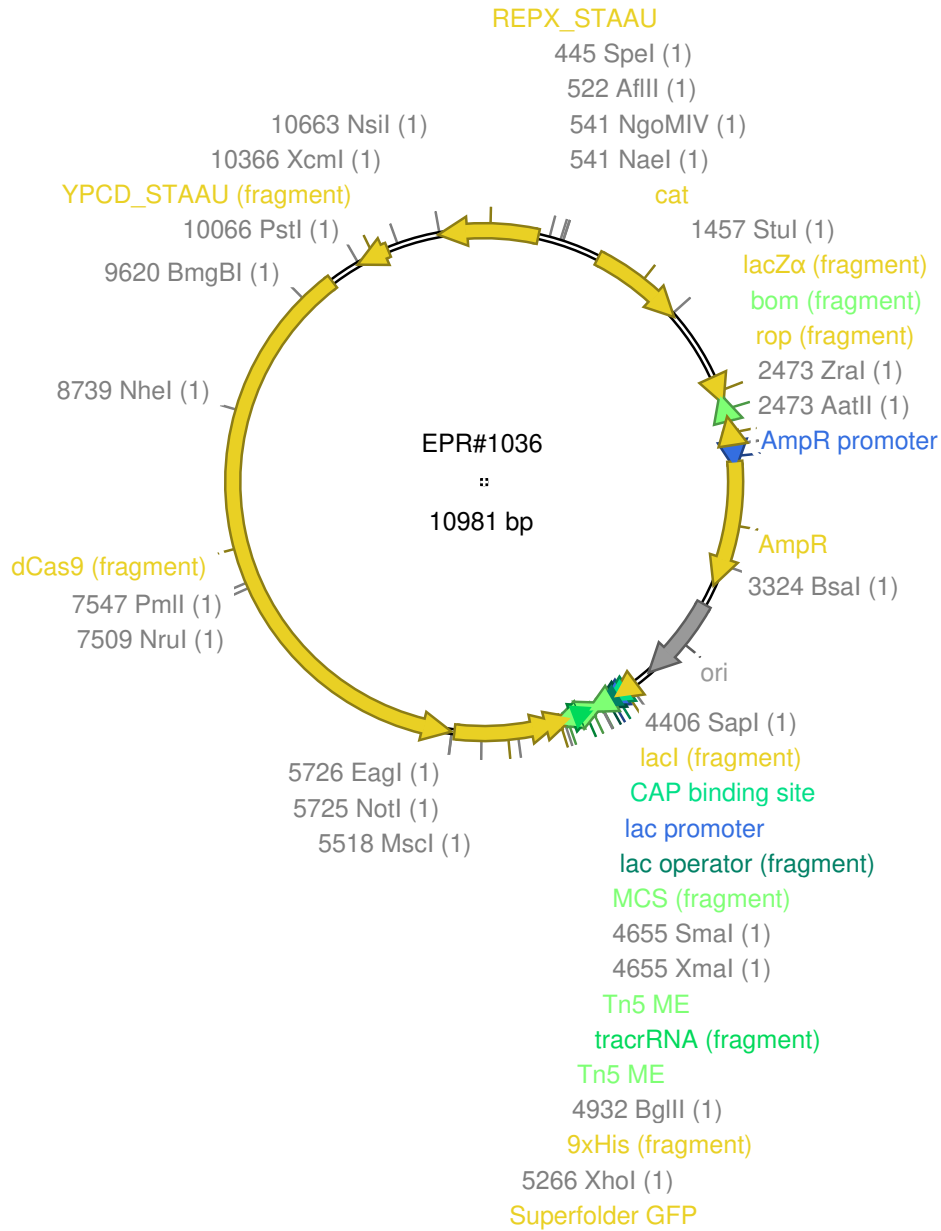 REPX_STAAU
445 SpeI (1)
522 AflII (1)
10663 NsiI (1)
541 NgoMIV (1)
10366 XcmI (1)
541 NaeI (1)
YPCD_STAAU (fragment)
cat
10066 PstI (1)
1457 StuI (1)
9620 BmgBI (1)
lacZα (fragment)
bom (fragment)
rop (fragment)
2473 ZraI (1)
8739 NheI (1)
2473 AatII (1)
EPR#1036
AmpR promoter
10981 bp
AmpR
dCas9 (fragment)
3324 BsaI (1)
7547 PmlI (1)
7509 NruI (1)
ori
4406 SapI (1)
lacI (fragment)
5726 EagI (1)
CAP binding site
5725 NotI (1)
lac promoter
5518 MscI (1)
lac operator (fragment)
MCS (fragment)
4655 SmaI (1)
4655 XmaI (1)
Tn5 ME
tracrRNA (fragment)
Tn5 ME
4932 BglII (1)
9xHis (fragment)
5266 XhoI (1)
Superfolder GFP